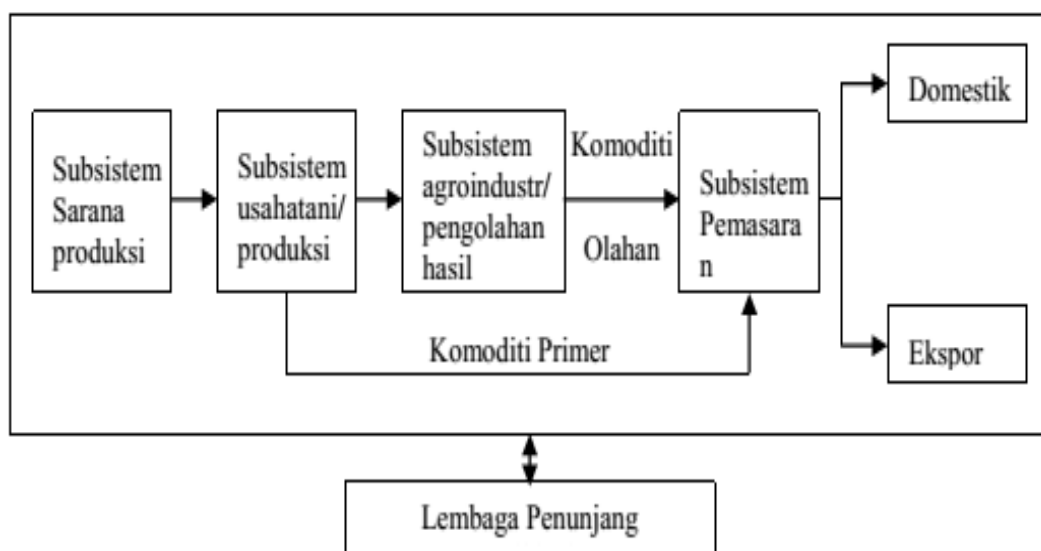 Subsistem
Sarana
produksi
Subsistem
usahatani/
produksi
Subsistem
agroindustr/
pengolahan
hasil
Komoditi
Olahan
Subsistem
Pemasara
n
Domestik
Ekspor
Komoditi Primer
Lembaga Penunjang